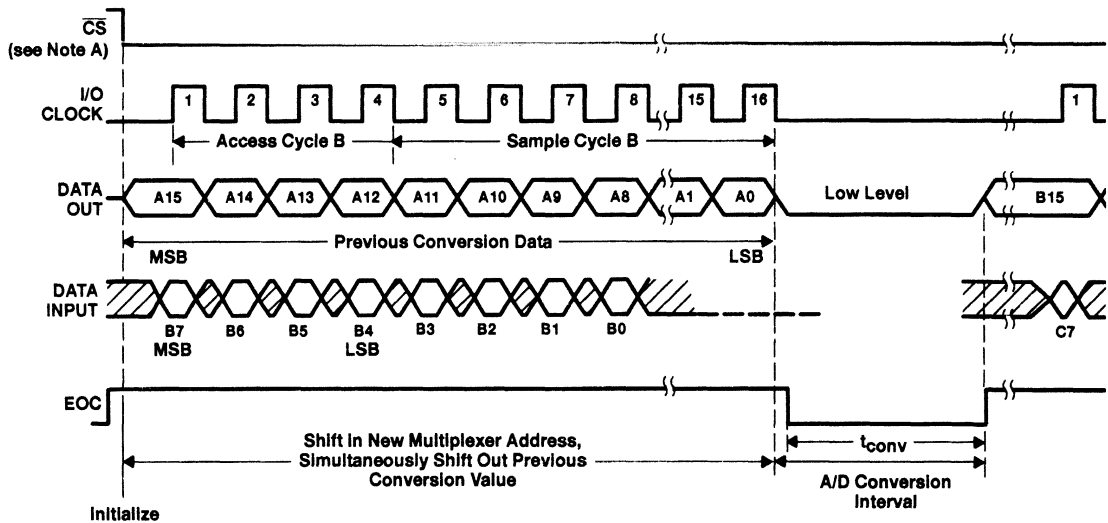 CS
(see Note A)
I/O
CLOCK
1 2 3 4 5 6 7 8 15 16 1
Access Cycle B
Sample Cycle B
DATA
OUT
A15 A14 A13 A12 A11 A10 A9 A8 A1 A0 Low Level B15
Previous Conversion Data
MSB LSB
DATA
INPUT
B7 B6 B5 B4 B3 B2 B1 B0 C7
MSB LSB
EOC
Shift in New Multiplexer Address,
Simultaneously Shift Out Previous
Conversion Value
tconv
A/D Conversion
Interval
Initialize